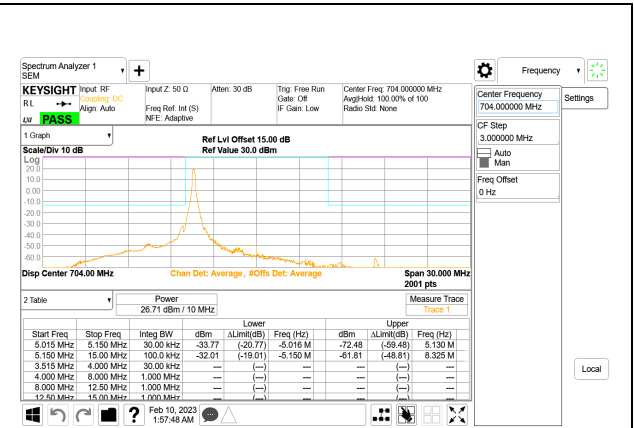 Spectrum Analyzer 1
SEM
Frequency
KEYSIGHT
RL
LXI PASS
Input: RF
Coupling: DC
Align: Auto
Input Z: 50 Ω
Freq Ref: Int (S)
NFE: Adaptive
Atten: 30 dB
Trig: Free Run
Gate: Off
IF Gain: Low
Center Freq: 704.000000 MHz
Avg|Hold: 100.00% of 100
Radio Std: None
Center Frequency
704.000000 MHz
Settings
CF Step
3.000000 MHz
Auto
Man
Freq Offset
0 Hz
Local
1 Graph
Scale/Div 10 dB
Ref Lvl Offset 15.00 dB
Ref Value 30.0 dBm
Log
20.0
10.0
0.00
-10.0
-20.0
-30.0
-40.0
-50.0
-60.0
Disp Center 704.00 MHz
Chan Det: Average , #Offs Det: Average
Span 30.000 MHz
2001 pts
2 Table
Power
26.71 dBm / 10 MHz
Measure Trace
Trace 1
Lower Upper
Start Freq Stop Freq Integ BW dBm ΔLimit(dB) Freq (Hz) dBm ΔLimit(dB) Freq (Hz)
5.015 MHz 5.150 MHz 30.00 kHz -33.77 (-20.77) -5.016 M -72.48 (-59.48) 5.130 M
5.150 MHz 15.00 MHz 100.0 kHz -32.01 (-19.01) -5.150 M -61.81 (-48.81) 8.325 M
3.515 MHz 4.000 MHz 30.00 kHz --- (---) --- --- (---) ---
4.000 MHz 8.000 MHz 1.000 MHz --- (---) --- --- (---) ---
8.000 MHz 12.50 MHz 1.000 MHz --- (---) --- --- (---) ---
12.50 MHz 15.00 MHz 1.000 MHz --- (---) --- --- (---) ---
?
Feb 10, 2023
1:57:48 AM